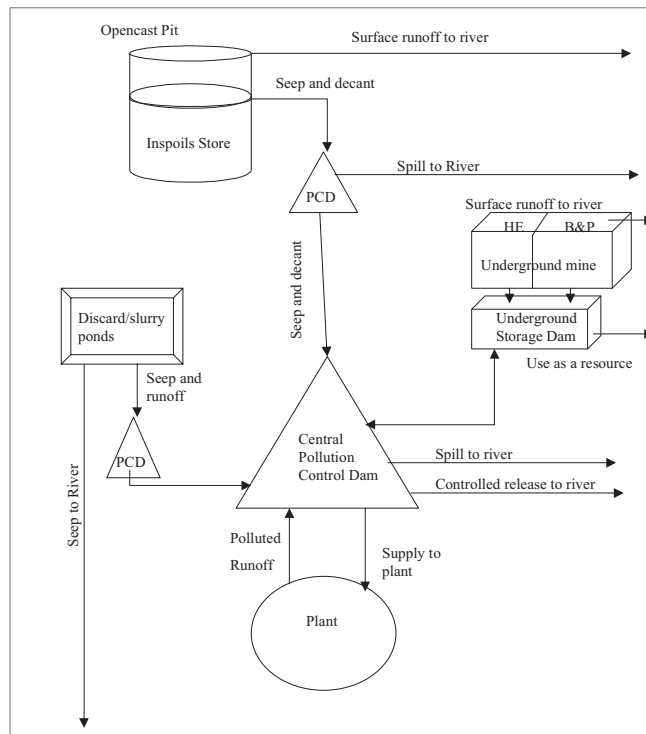 Opencast Pit
Surface runoff to river
Seep and decant
Inspoils Store
PCD
Spill to River
Surface runoff to river
HE
B&P
Underground mine
Seep and decant
Underground
Storage Dam
Use as a resource
Discard/slurry
ponds
Seep and
runoff
PCD
Seep to River
Central
Pollution
Control Dam
Spill to river
Controlled release to river
Polluted
Runoff
Supply to
plant
Plant